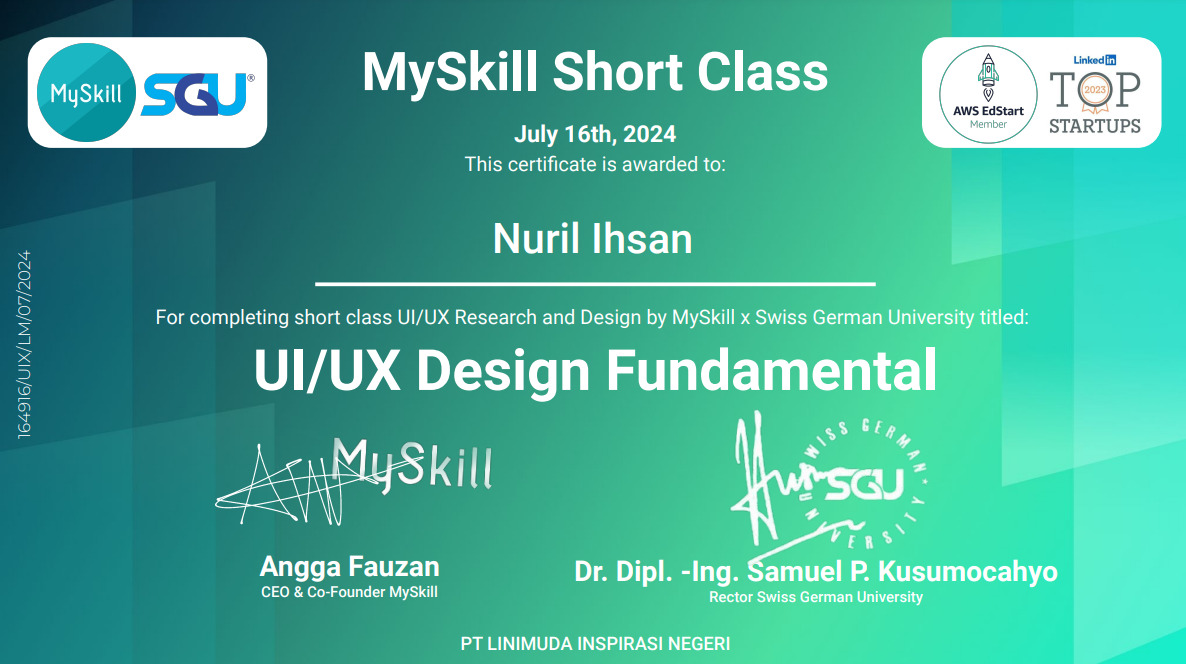 MySkill
SGU®
MySkill Short Class
AWS EdStart
Member
LinkedIn
TOP
2023
STARTUPS
July 16th, 2024
This certificate is awarded to:
Nuril Ihsan
164916/UIX/LM/07/2024
For completing short class UI/UX Research and Design by MySkill x Swiss German University titled:
UI/UX Design Fundamental
MySkill
SWISS GERMAN UNIVERSITY
SGU
Angga Fauzan
CEO & Co-Founder MySkill
Dr. Dipl. -Ing. Samuel P. Kusumocahyo
Rector Swiss German University
PT LINIMUDA INSPIRASI NEGERI